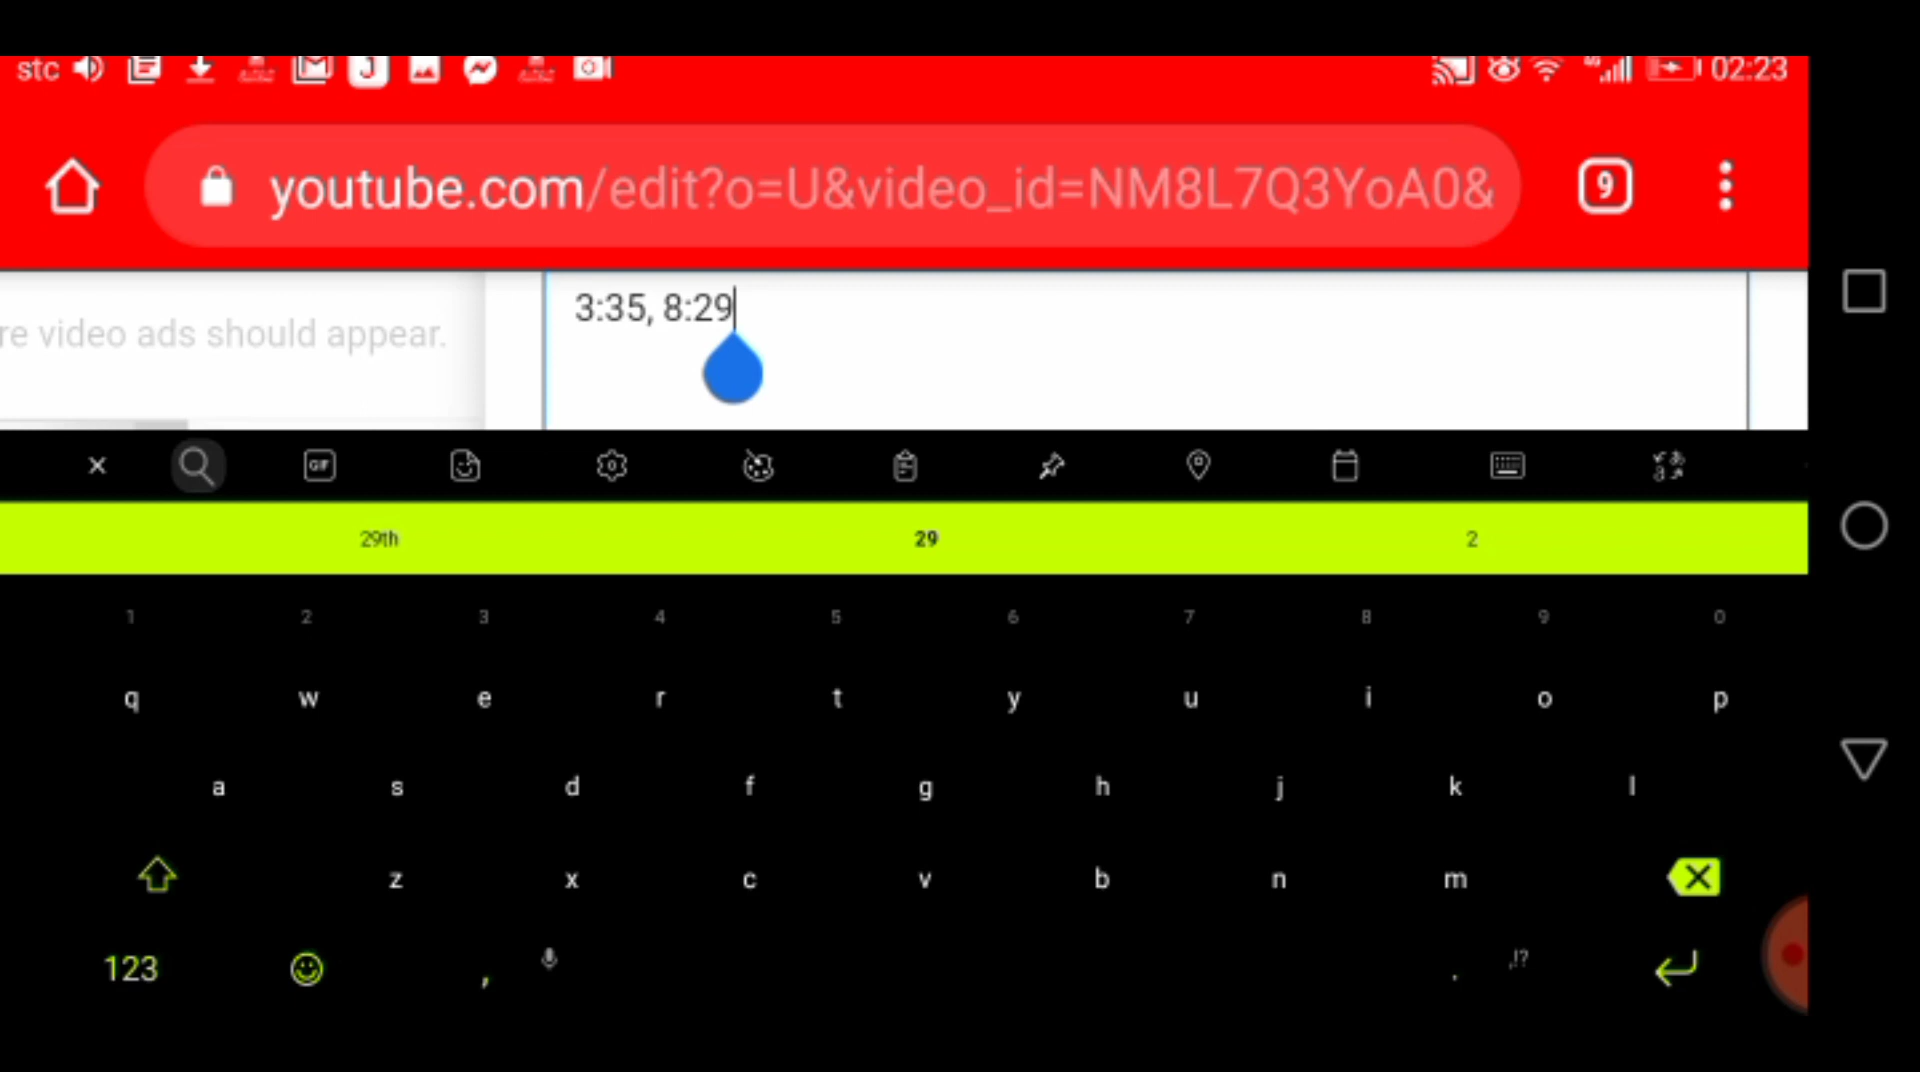 stc
J
02:23
youtube.com/edit?o=U&video_id=NM8L7Q3YoA0&
9
re video ads should appear.
3:35, 8:29
GIF
29th 29 2
1 2 3 4 5 6 7 8 9 0
q w e r t y u i o p
a s d f g h j k l
z x c v b n m
123 , . ,!?